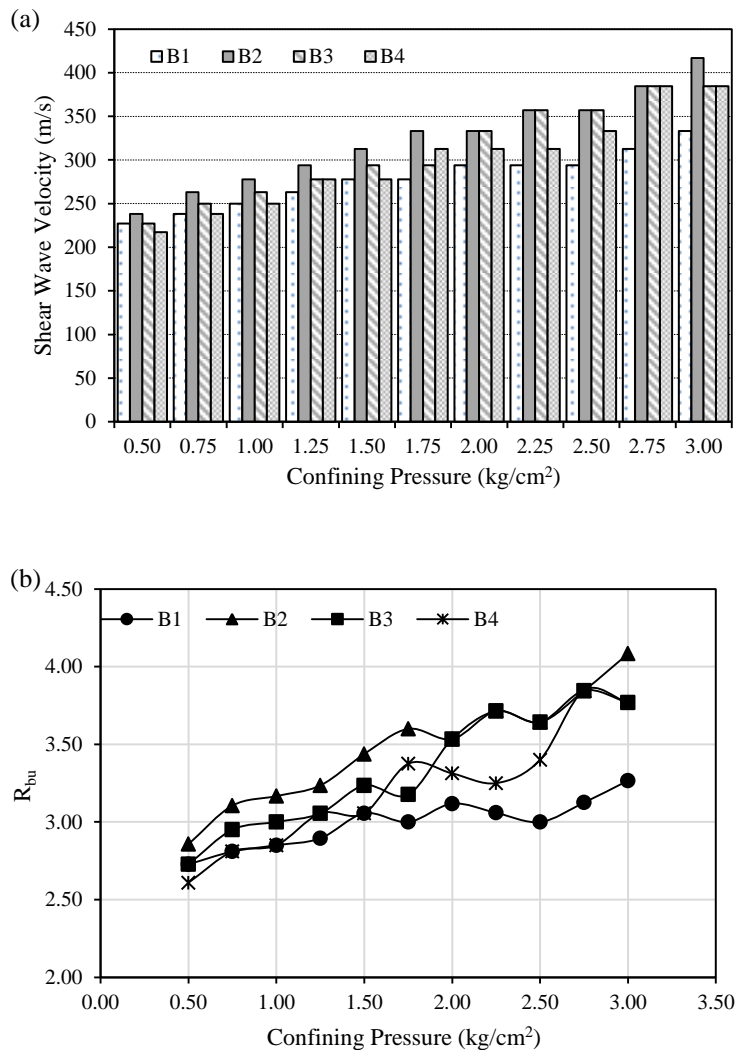 (a)
450
400
350
300
250
200
150
100
50
0
Shear Wave Velocity (m/s)
B1 B2 B3 B4
0.50 0.75 1.00 1.25 1.50 1.75 2.00 2.25 2.50 2.75 3.00
Confining Pressure (kg/cm²)
(b)
4.50
4.00
3.50
3.00
2.50
2.00
R_bu
B1 B2 B3 B4
0.00 0.50 1.00 1.50 2.00 2.50 3.00 3.50
Confining Pressure (kg/cm²)